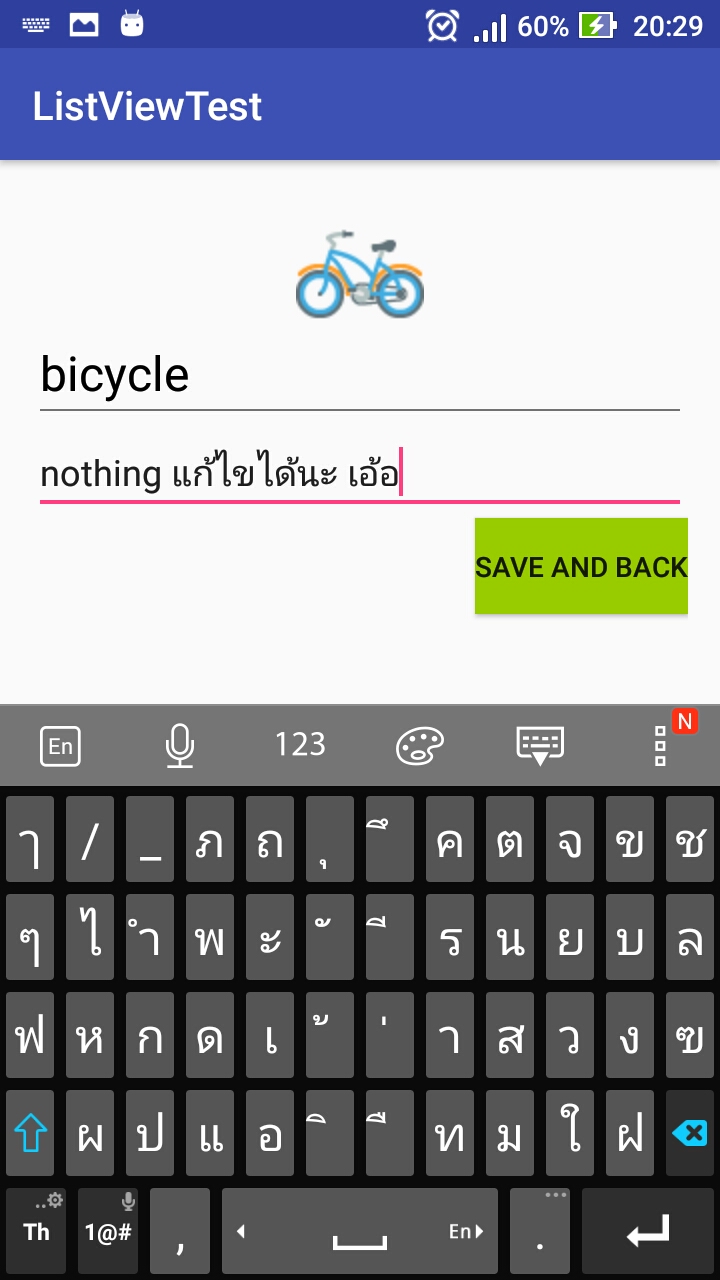 60% 20:29
ListViewTest
bicycle
nothing แก้ไขได้นะ เอ้อ
SAVE AND BACK
En 123 N
ๅ / _ ภ ถ ุ ึ ค ต จ ข ช
ๆ ไ ำ พ ะ ั ี ร น ย บ ล
ฟ ห ก ด เ ้ ่ า ส ว ง ฃ
ผ ป แ อ ิ ื ท ม ใ ฝ
Th 1@# , En .